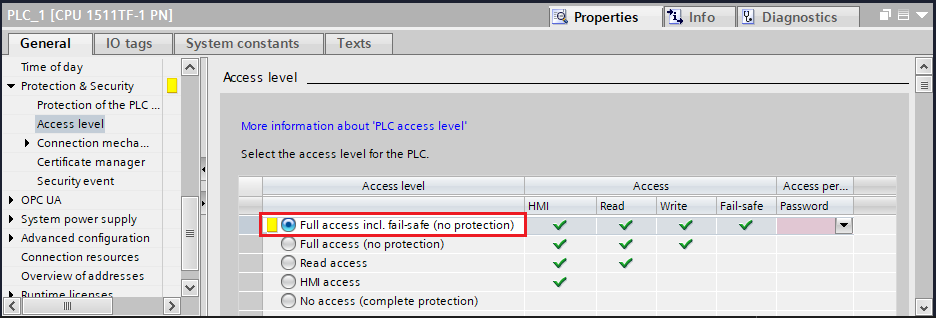 PLC_1 [CPU 1511TF-1 PN]
Properties
Info
Diagnostics
General
IO tags
System constants
Texts
Time of day
Protection & Security
Protection of the PLC ...
Access level
Connection mecha...
Certificate manager
Security event
OPC UA
System power supply
Advanced configuration
Connection resources
Overview of addresses
Runtime licenses
Access level
More information about 'PLC access level'
Select the access level for the PLC.
Access level Access Access per...
HMI Read Write Fail-safe Password
Full access incl. fail-safe (no protection)
Full access (no protection)
Read access
HMI access
No access (complete protection)